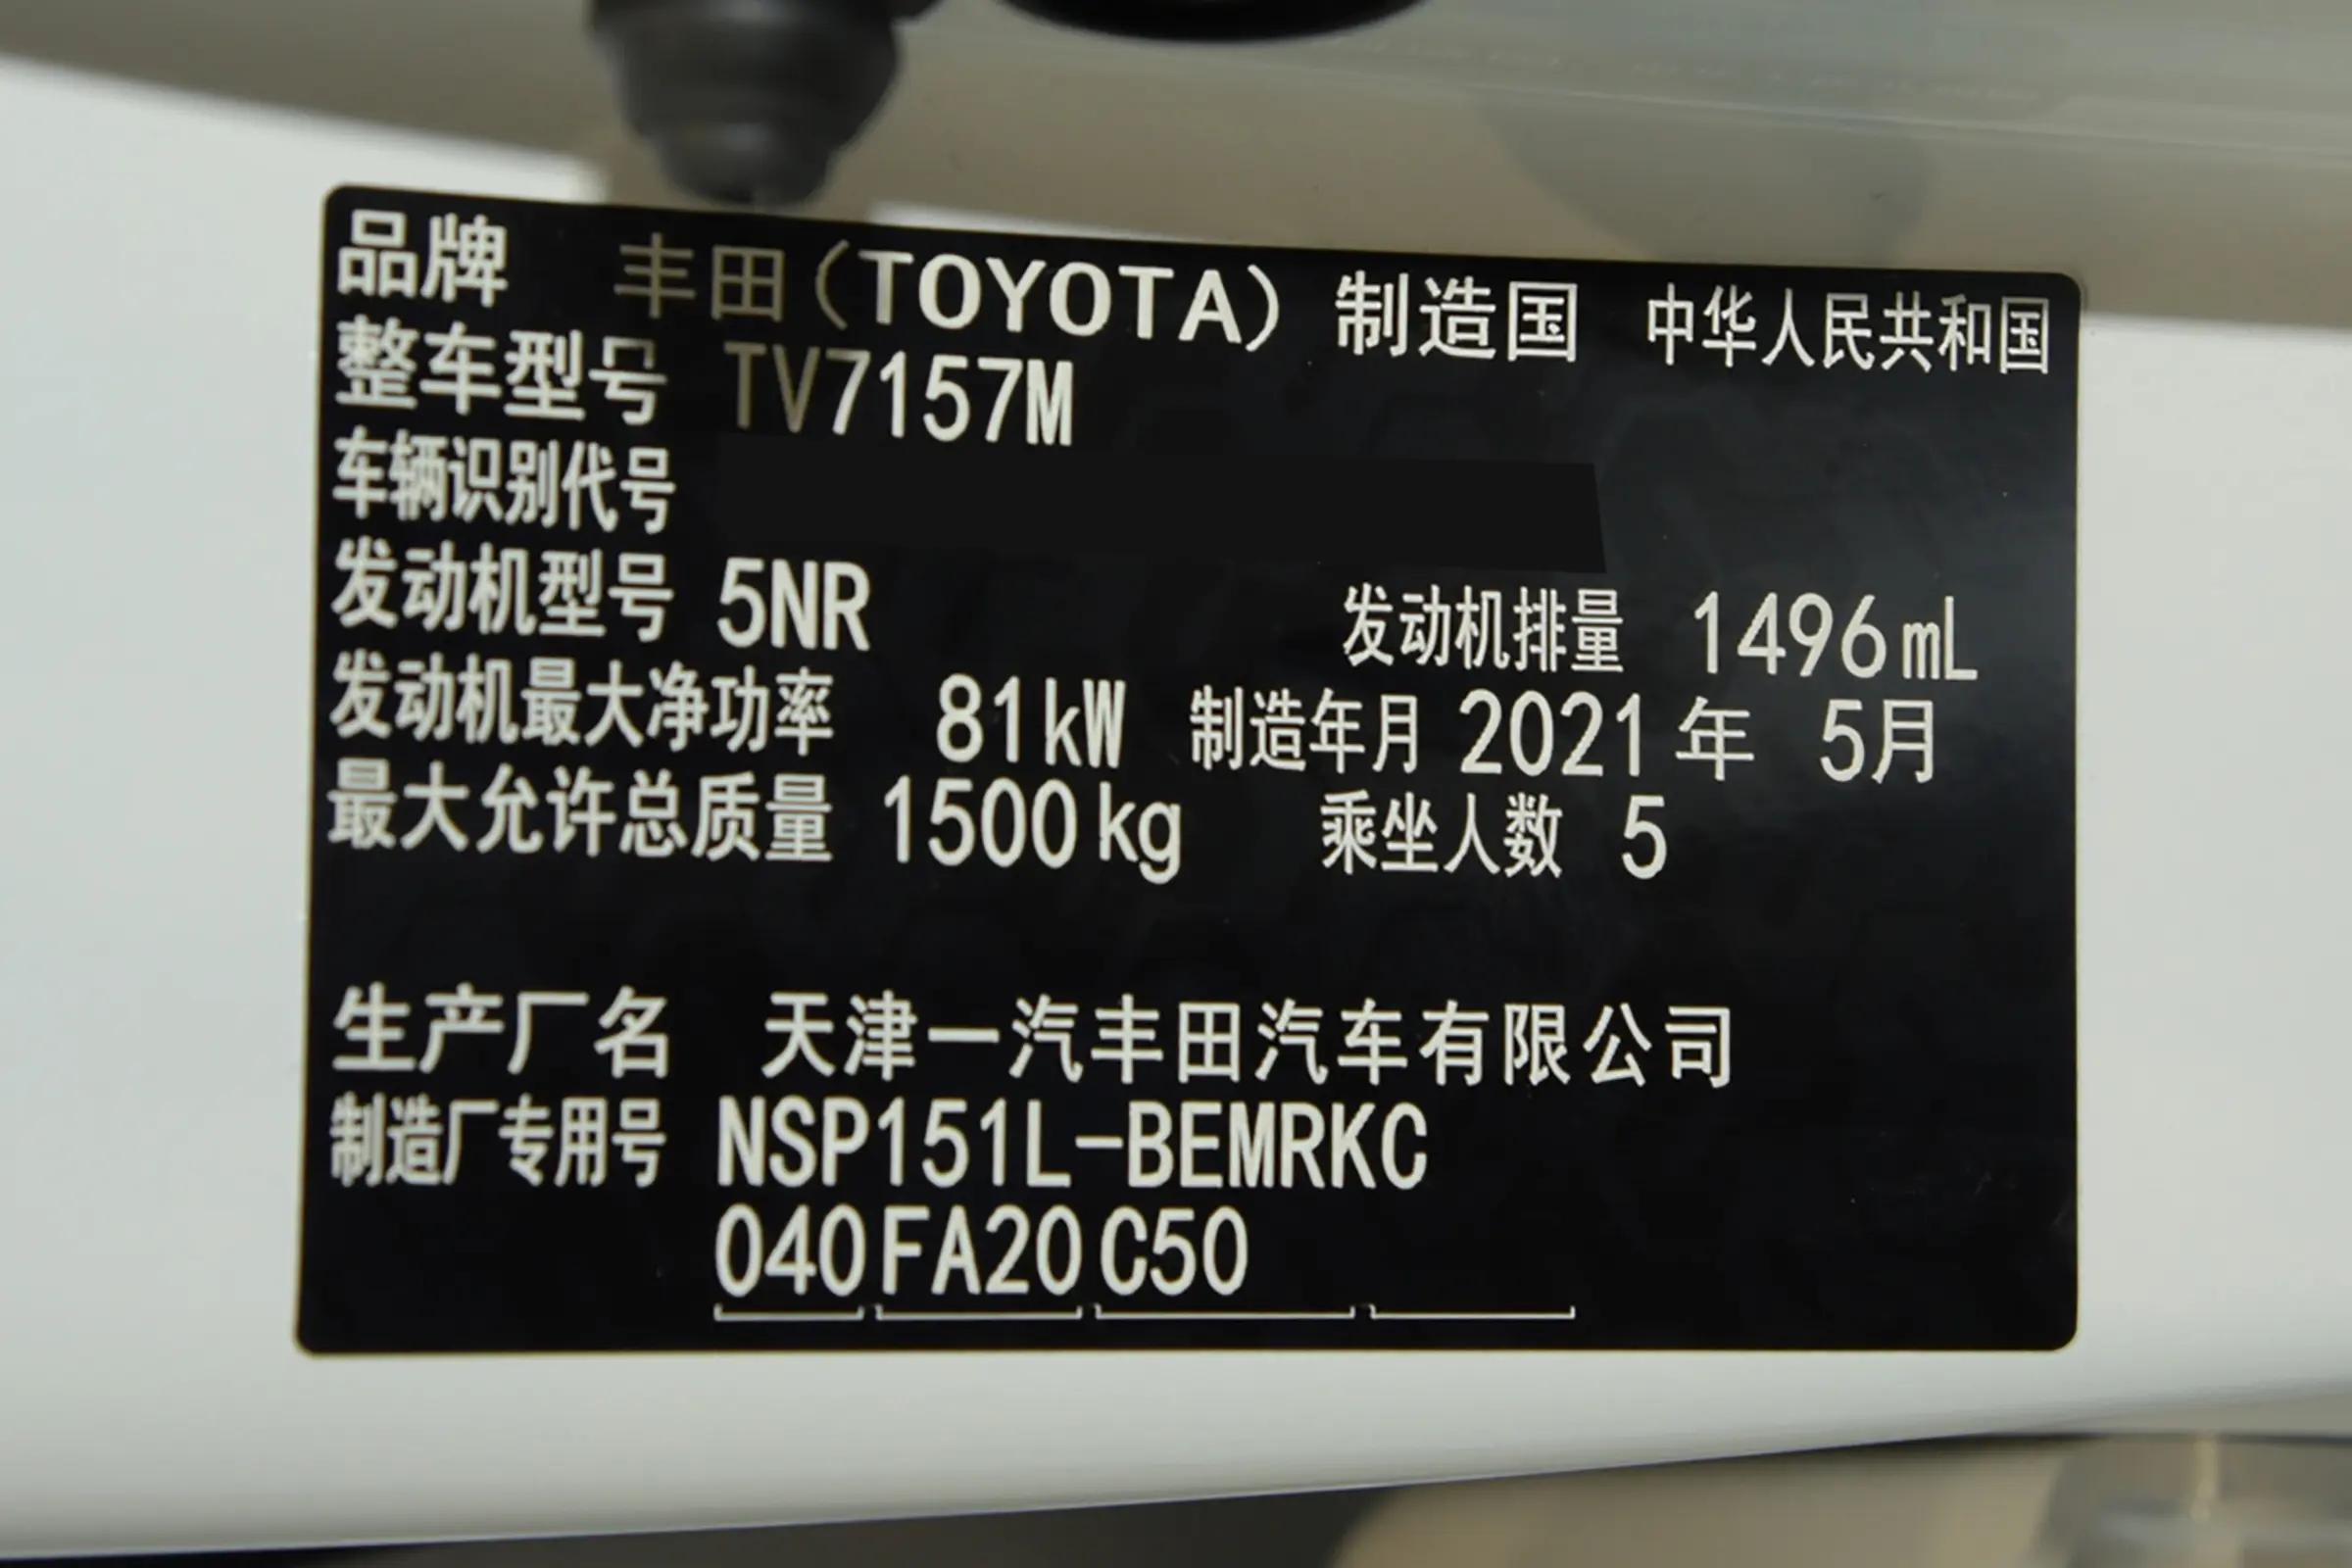 品牌 丰田(TOYOTA) 制造国 中华人民共和国
整车型号 TV7157M
车辆识别代号
发动机型号 5NR 发动机排量 1496mL
发动机最大净功率 81kW 制造年月 2021年 5月
最大允许总质量 1500kg 乘坐人数 5
生产厂名 天津一汽丰田汽车有限公司
制造厂专用号 NSP151L-BEMRKC
040 FA20 C50